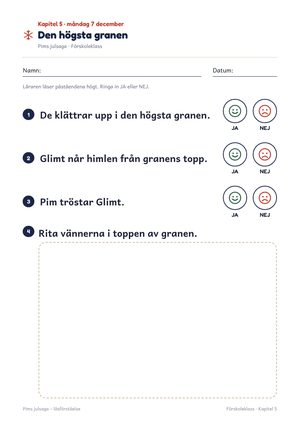 Kapitel 5 · måndag 7 december
Den högsta granen
Pims julsaga · Förskoleklass
Namn:
Datum:
Läraren läser påståendena högt. Ringa in JA eller NEJ.
1 De klättrar upp i den högsta granen.
JA NEJ
2 Glimt når himlen från granens topp.
JA NEJ
3 Pim tröstar Glimt.
JA NEJ
4 Rita vännerna i toppen av granen.
Pims julsaga – läsförståelse
Förskoleklass · Kapitel 5